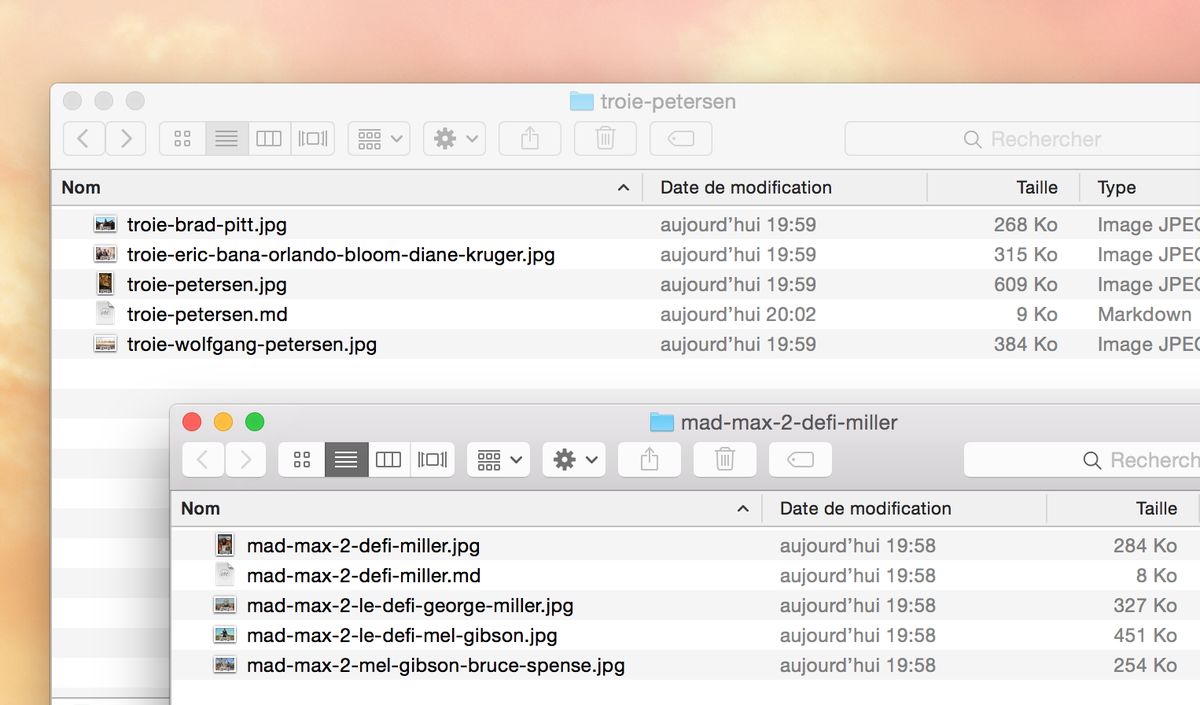 troie-petersen
Rechercher
Nom Date de modification Taille Type
troie-brad-pitt.jpg aujourd’hui 19:59 268 Ko Image JPEG
troie-eric-bana-orlando-bloom-diane-kruger.jpg aujourd’hui 19:59 315 Ko Image JPEG
troie-petersen.jpg aujourd’hui 19:59 609 Ko Image JPEG
troie-petersen.md aujourd’hui 20:02 9 Ko Markdown
troie-wolfgang-petersen.jpg aujourd’hui 19:59 384 Ko Image JPEG
mad-max-2-defi-miller
Recherch
Nom Date de modification Taille
mad-max-2-defi-miller.jpg aujourd’hui 19:58 284 Ko
mad-max-2-defi-miller.md aujourd’hui 19:58 8 Ko
mad-max-2-le-defi-george-miller.jpg aujourd’hui 19:58 327 Ko
mad-max-2-le-defi-mel-gibson.jpg aujourd’hui 19:58 451 Ko
mad-max-2-mel-gibson-bruce-spense.jpg aujourd’hui 19:58 254 Ko